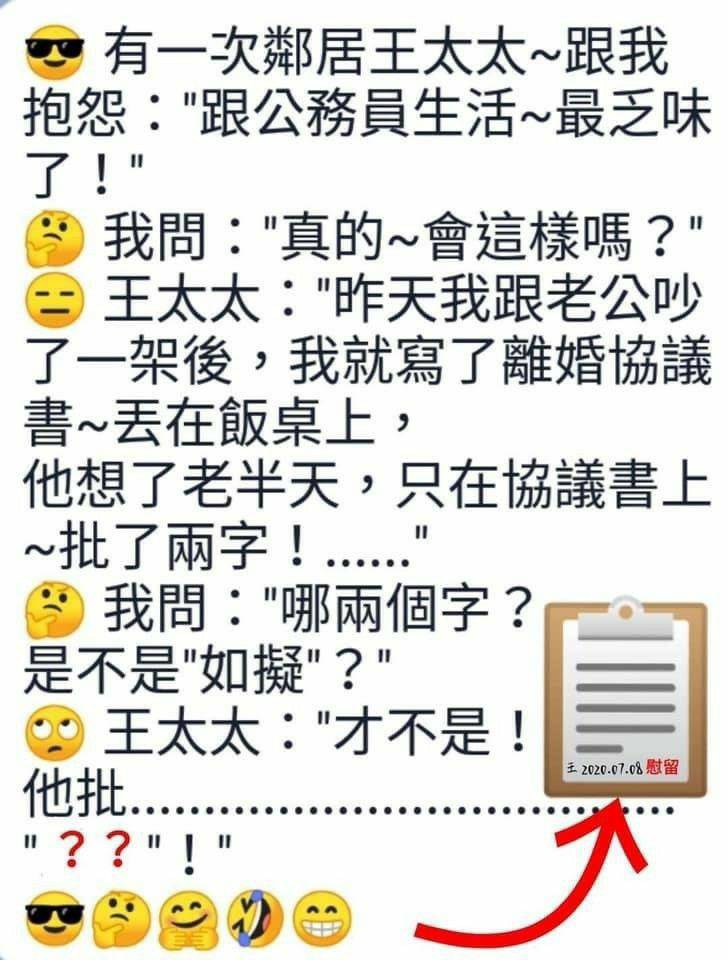 😎 有一次鄰居王太太~跟我
抱怨："跟公務員生活~最乏味
了！"
🤔 我問："真的~會這樣嗎？"
😑 王太太："昨天我跟老公吵
了一架後，我就寫了離婚協議
書~丟在飯桌上，
他想了老半天，只在協議書上
~批了兩字！......"
🤔 我問："哪兩個字？
是不是"如擬"？"
🙄 王太太："才不是！
他批.....................................
"？？"！"
😎🤔🤗🤣😁
王 2020.07.08 慰留